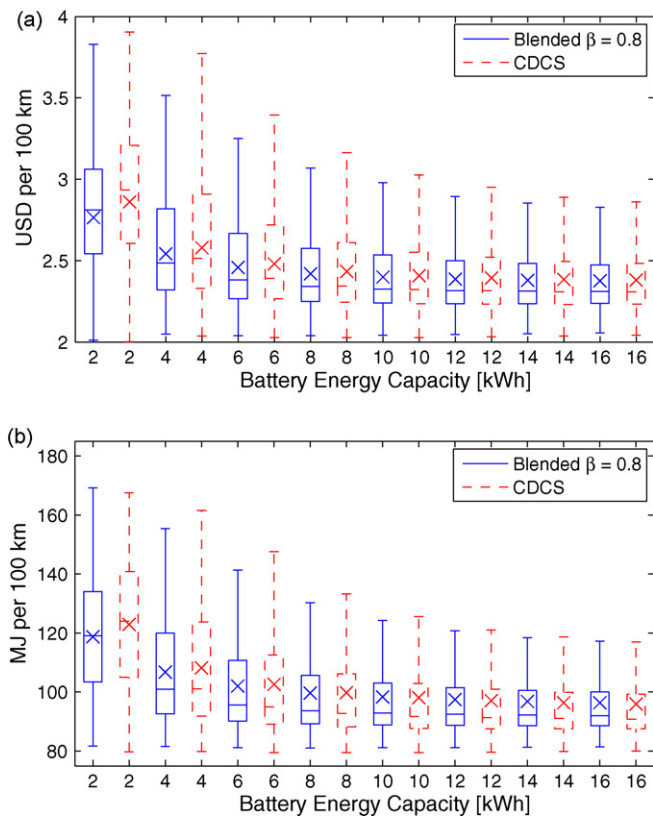 (a)
4
3.5
3
2.5
2
USD per 100 km
Blended β = 0.8
CDCS
2 2 4 4 6 6 8 8 10 10 12 12 14 14 16 16
Battery Energy Capacity [kWh]
(b)
180
160
140
120
100
80
MJ per 100 km
Blended β = 0.8
CDCS
2 2 4 4 6 6 8 8 10 10 12 12 14 14 16 16
Battery Energy Capacity [kWh]